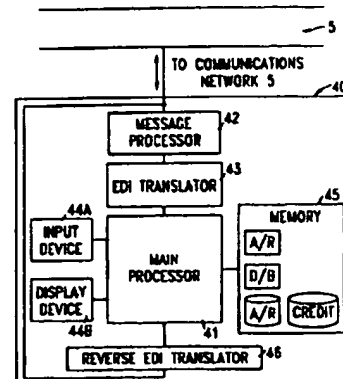 5
TO COMMUNICATIONS
NETWORK 5
40
MESSAGE
PROCESSOR
42
EDI TRANSLATOR
43
44A
INPUT
DEVICE
MAIN
PROCESSOR
45
MEMORY
A/R
D/B
A/R
CREDIT
DISPLAY
DEVICE
44B
41
REVERSE EDI TRANSLATOR
46